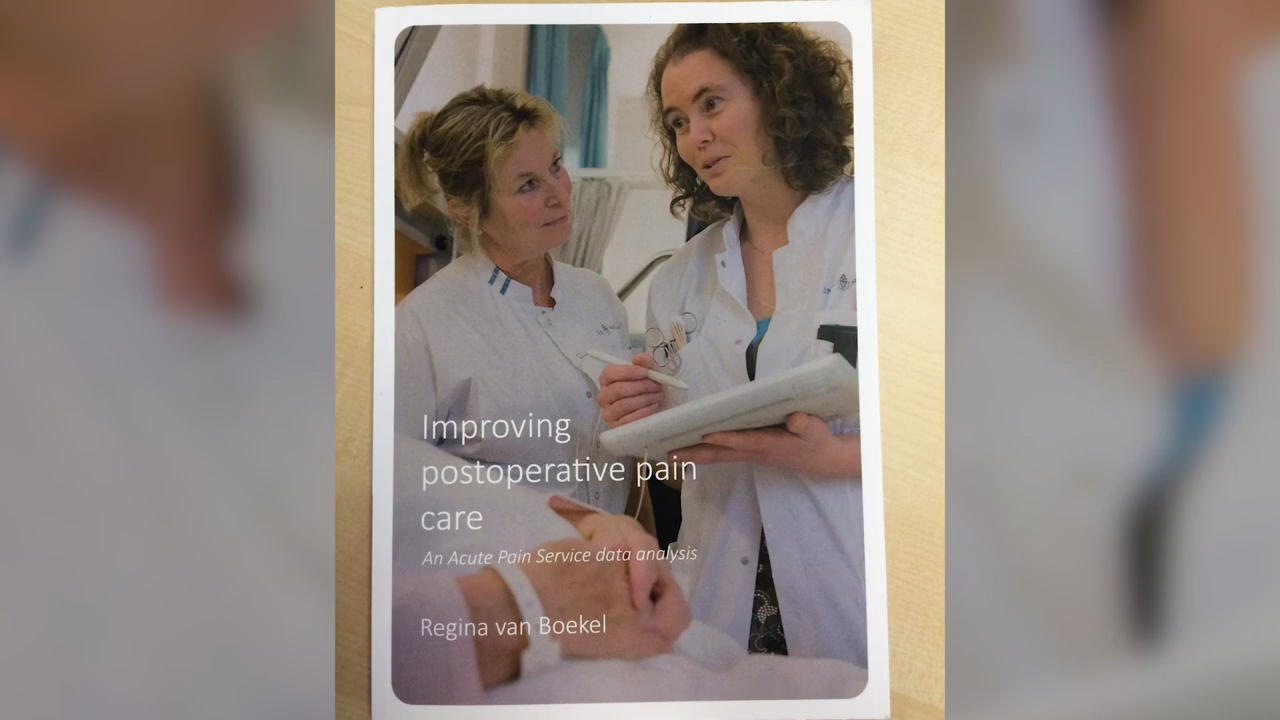 Improving
postoperative pain
care
An Acute Pain Service data analysis
Regina van Boekel